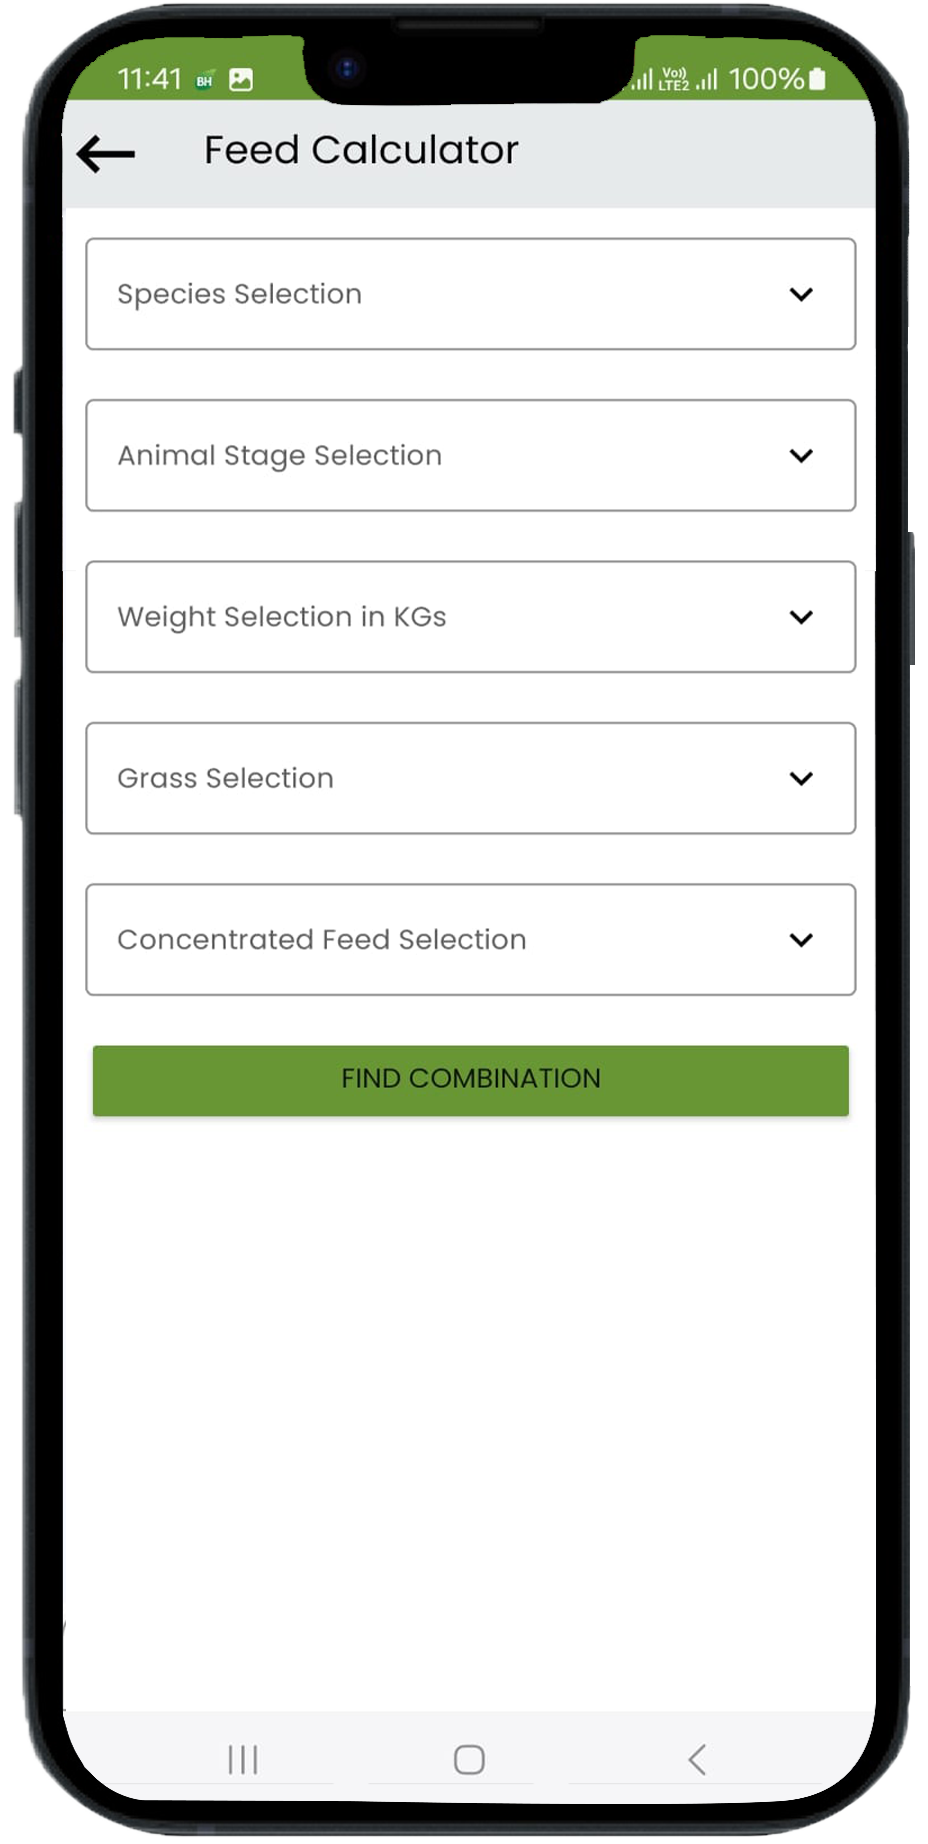 11:41 BH Vo)) LTE2 100%
Feed Calculator
Species Selection
Animal Stage Selection
Weight Selection in KGs
Grass Selection
Concentrated Feed Selection
FIND COMBINATION